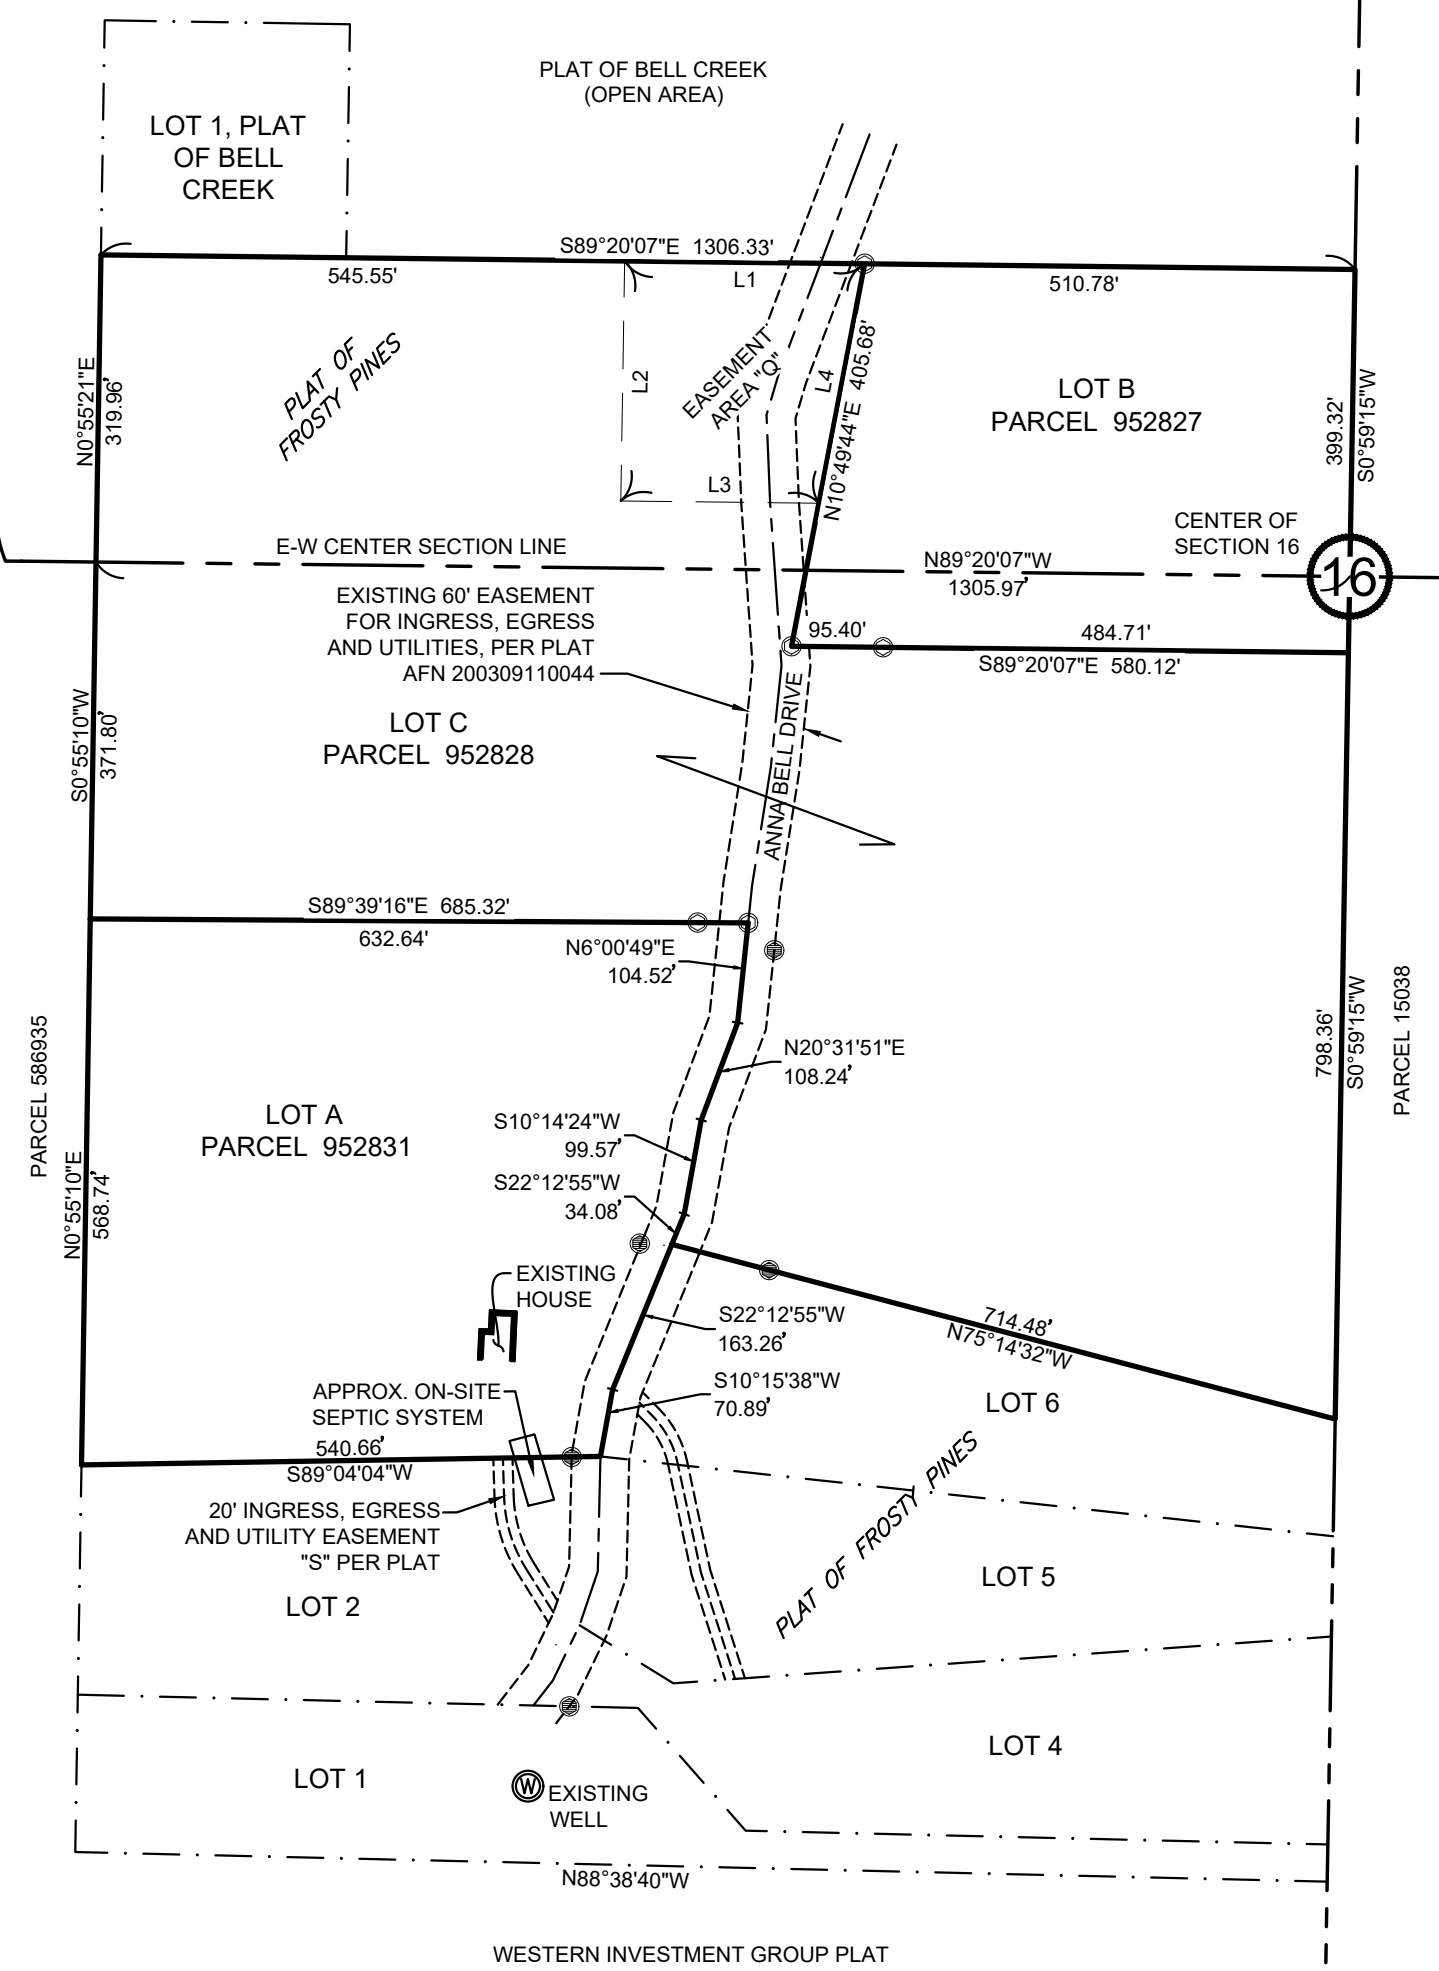 PLAT OF BELL CREEK
(OPEN AREA)
LOT 1, PLAT
OF BELL
CREEK
S89°20'07"E 1306.33'
545.55'
L1
510.78'
N0°55'21"E
319.96'
PLAT OF
FROSTY PINES
L2
EASEMENT
AREA "Q"
L4
N10°49'44"E 405.68'
LOT B
PARCEL 952827
399.32'
S0°59'15"W
L3
CENTER OF
SECTION 16
16
E-W CENTER SECTION LINE
N89°20'07"W
1305.97'
EXISTING 60' EASEMENT
FOR INGRESS, EGRESS
AND UTILITIES, PER PLAT
AFN 200309110044
95.40'
484.71'
S89°20'07"E 580.12'
S0°55'10"W
371.80'
LOT C
PARCEL 952828
ANNA BELL DRIVE
S89°39'16"E 685.32'
632.64'
N6°00'49"E
104.52'
PARCEL 586935
N20°31'51"E
108.24'
798.36'
S0°59'15"W
PARCEL 15038
LOT A
PARCEL 952831
S10°14'24"W
99.57'
N0°55'10"E
568.74'
S22°12'55"W
34.08'
EXISTING
HOUSE
S22°12'55"W
163.26'
714.48'
N75°14'32"W
S10°15'38"W
70.89'
APPROX. ON-SITE
SEPTIC SYSTEM
LOT 6
540.66'
S89°04'04"W
20' INGRESS, EGRESS
AND UTILITY EASEMENT
"S" PER PLAT
PLAT OF FROSTY PINES
LOT 5
LOT 2
LOT 4
LOT 1
W
EXISTING
WELL
N88°38'40"W
WESTERN INVESTMENT GROUP PLAT